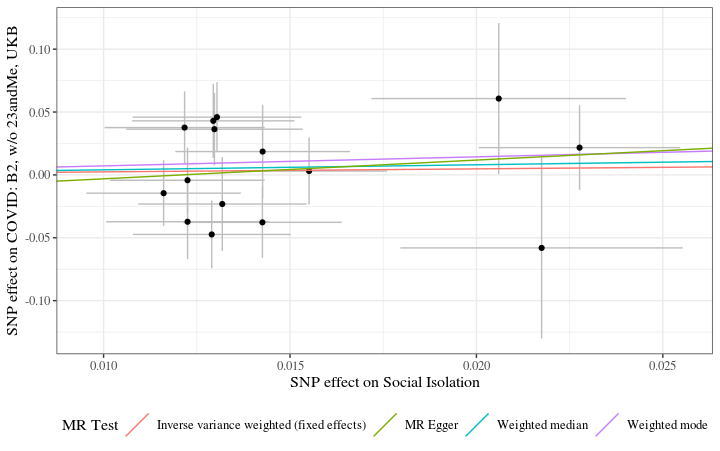 SNP effect on COVID: B2, w/o 23andMe, UKB
0.10
0.05
0.00
-0.05
-0.10
0.010
0.015
0.020
0.025
SNP effect on Social Isolation
MR Test
Inverse variance weighted (fixed effects)
MR Egger
Weighted median
Weighted mode